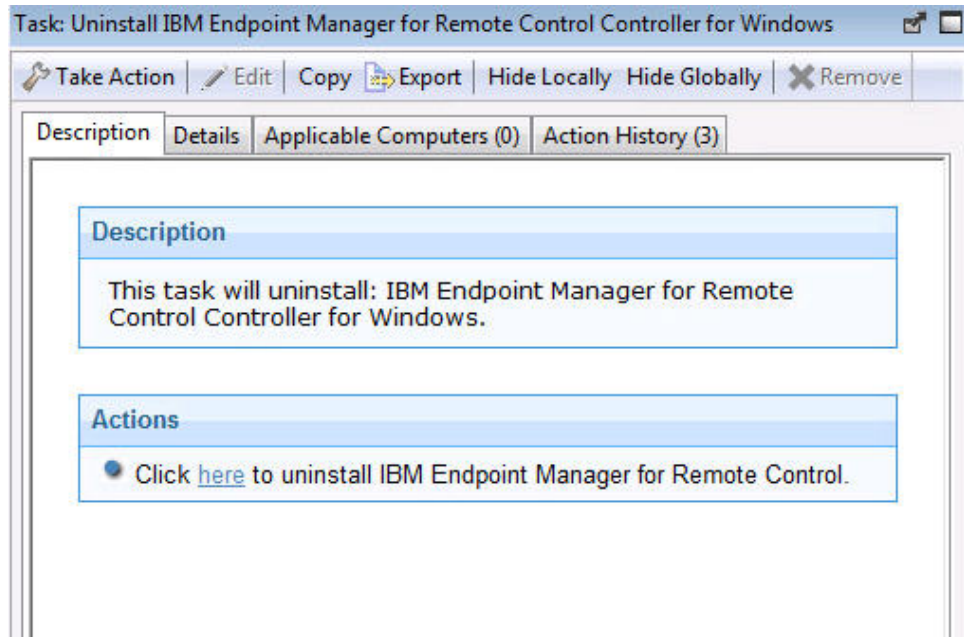 Task: Uninstall IBM Endpoint Manager for Remote Control Controller for Windows
Take Action Edit Copy Export Hide Locally Hide Globally Remove
Description Details Applicable Computers (0) Action History (3)
Description
This task will uninstall: IBM Endpoint Manager for Remote
Control Controller for Windows.
Actions
Click here to uninstall IBM Endpoint Manager for Remote Control.